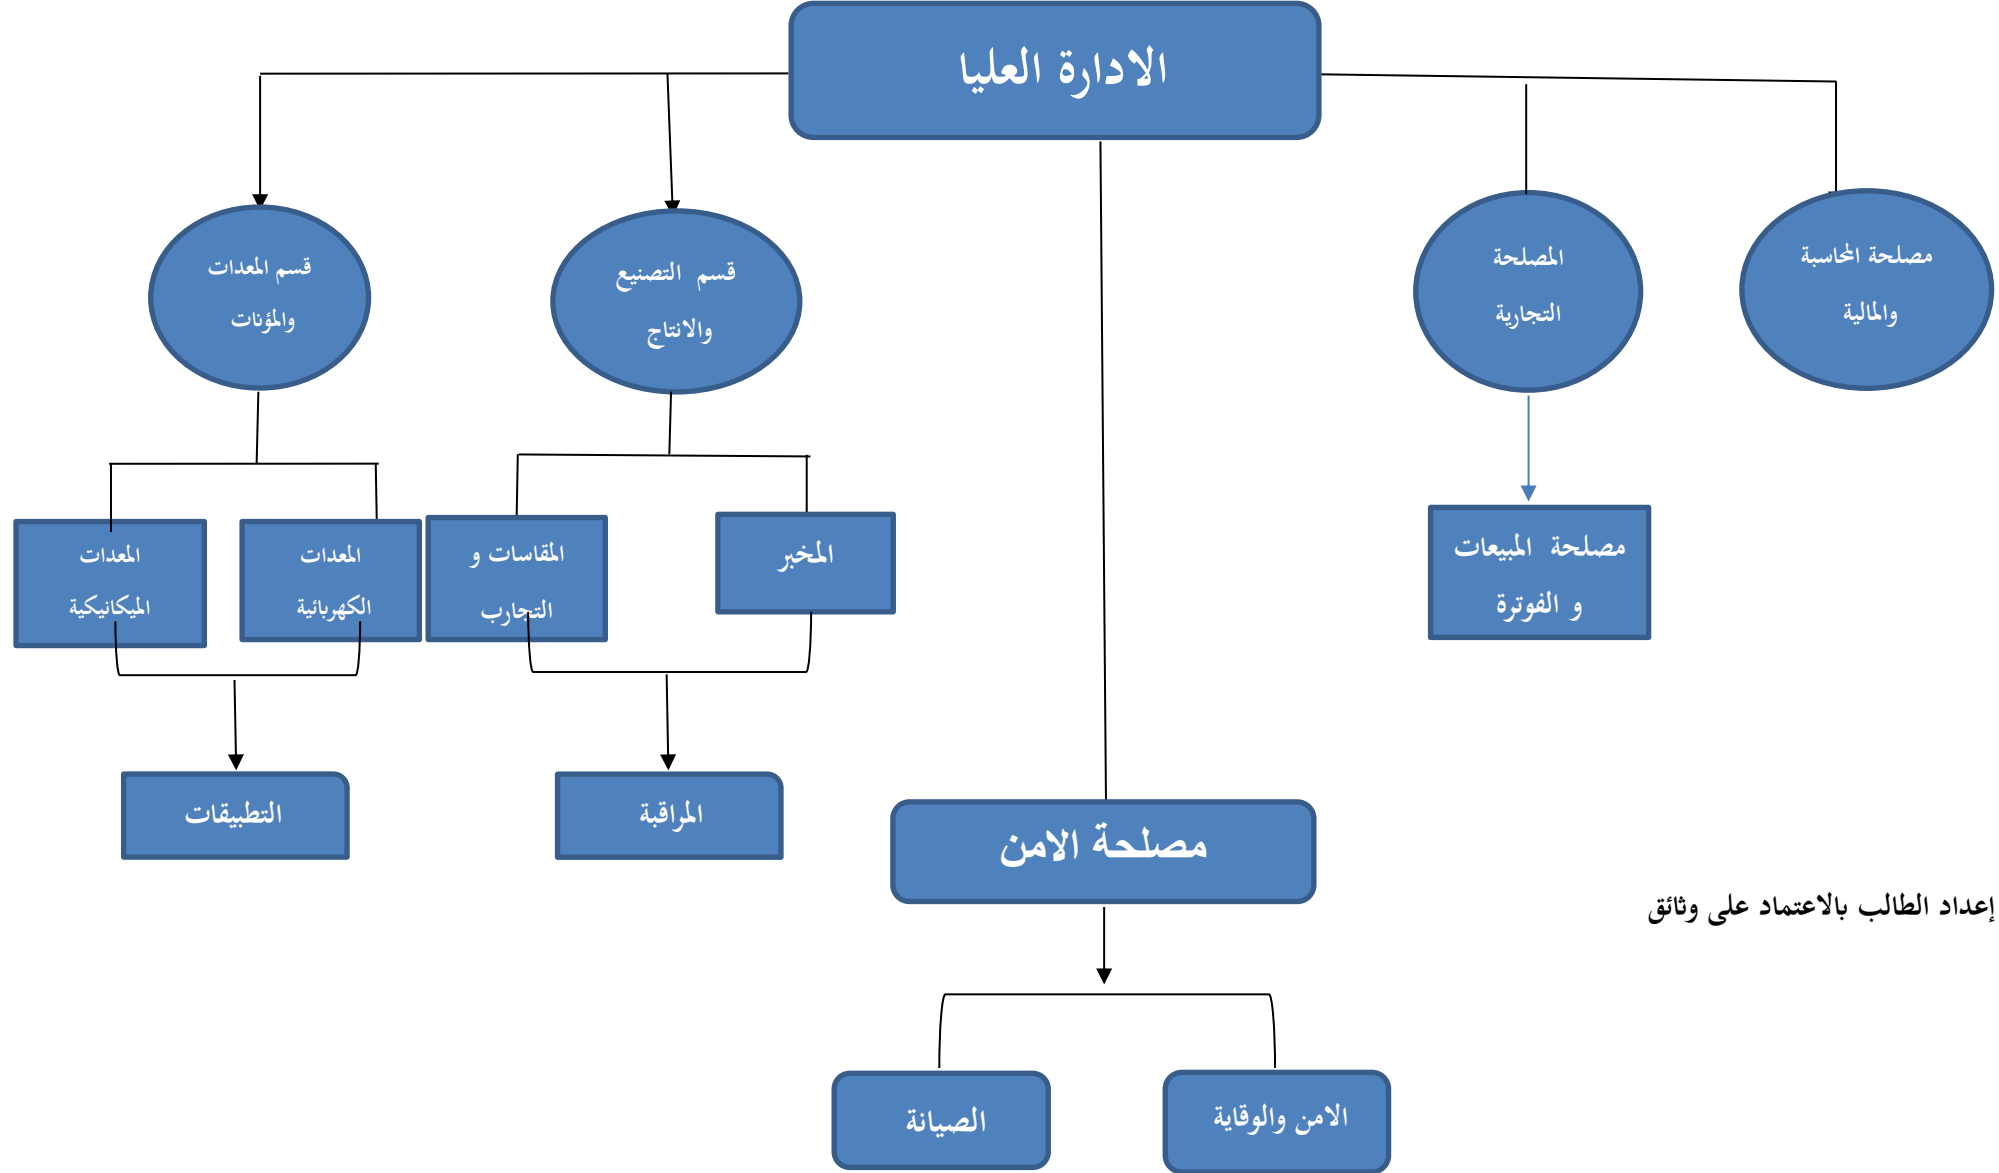 الادارة العليا
مصلحة المحاسبة
والمالية
المصلحة
التجارية
قسم التصنيع
والانتاج
قسم المعدات
والمؤنات
مصلحة المبيعات
و الفوترة
المخبر
المقاسات و
التجارب
المعدات
الكهربائية
المعدات
الميكانيكية
المراقبة
التطبيقات
مصلحة الامن
إعداد الطالب بالاعتماد على وثائق
الامن والوقاية
الصيانة